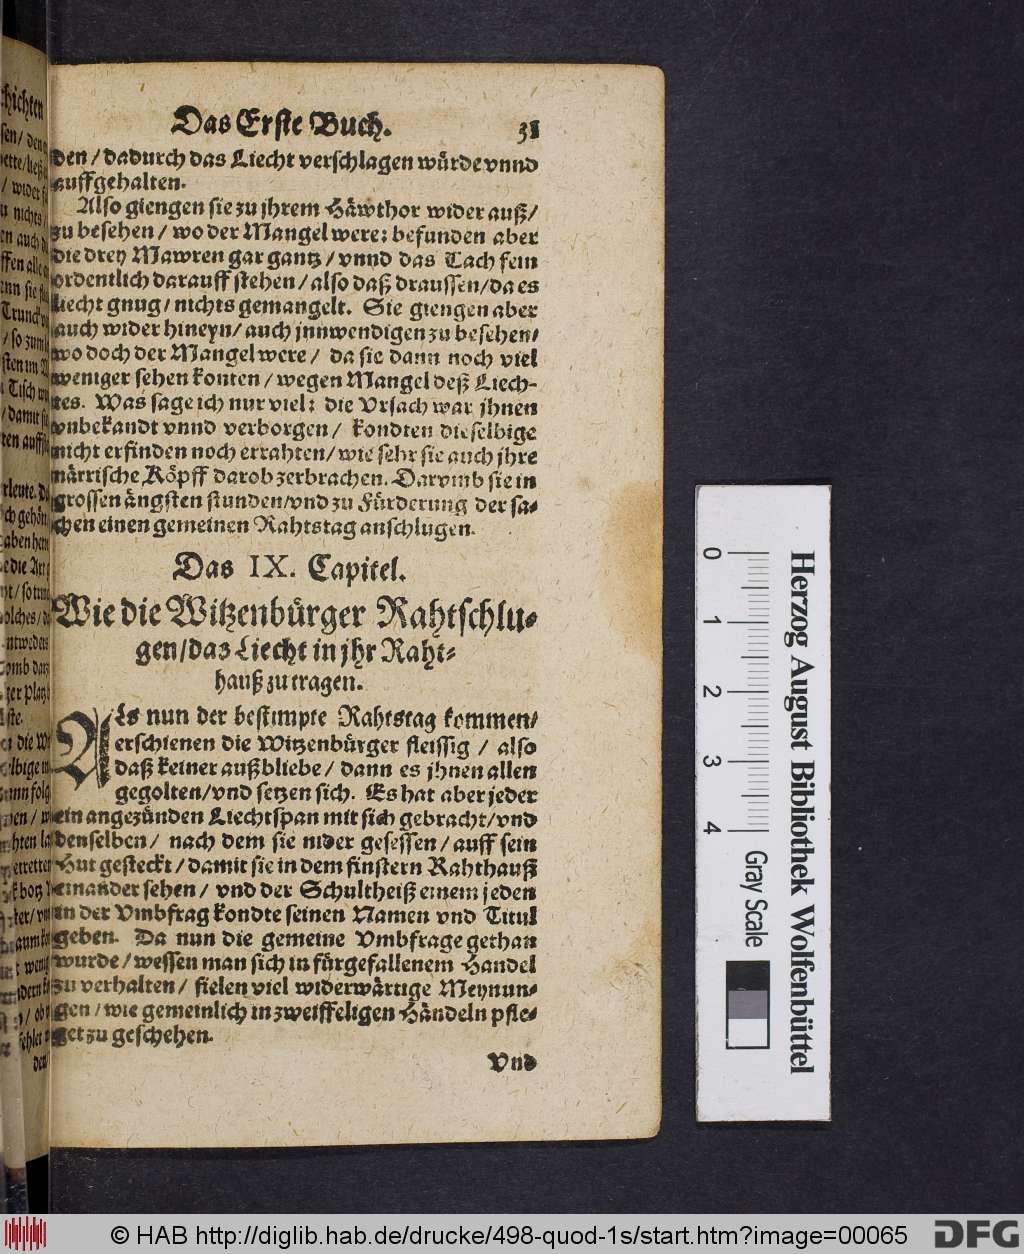 Das Erste Buch. 31
den / dadurch das Liecht verschlagen würde vnnd
auffgehalten.
Also giengen sie zu jhrem Häwthor wider auß /
zu besehen / wo der Mangel were: befunden aber
die drey Mawren gar gantz / vnnd das Tach fein
ordentlich darauff stehen / also daß draussen / da es
liecht gnug / nichts gemangelt. Sie giengen aber
auch wider hineyn / auch jnnwendigen zu besehen /
wo doch der Mangel were / da sie dann noch viel
weniger sehen konten / wegen Mangel deß Liech-
tes. Was sage ich nur viel: die Vrsach war jhnen
vnbekandt vnnd verborgen / kondten dieselbige
nicht erfinden noch errahten / wie sehr sie auch jhre
närrische Köpff darob zerbrachen. Darvmb sie in
grossen ängsten stunden / vnd zu Fürderung der sa-
chen einen gemeinen Rahtstag anschlugen.
Das IX. Capitel.
Wie die Witzenbürger Rahtschlu-
gen / das Liecht in jhr Raht-
hauß zu tragen.
Als nun der bestimpte Rahtstag kommen /
erschienen die Witzenbürger fleissig / also
daß keiner außbliebe / dann es jhnen allen
gegolten / vnd setzen sich. Es hat aber jeder
ein angezünden Liechtspan mit sich gebracht / vnd
denselben / nach dem sie nider gesessen / auff sein
Hut gesteckt / damit sie in dem finstern Rahthauß
einander sehen / vnd der Schultheiß einem jeden
in der Vmbfrag kondte seinen Namen vnd Titul
geben. Da nun die gemeine Vmbfrage gethan
wurde / wessen man sich in fürgefallenem Handel
zu verhalten / fielen viel widerwärtige Meynun-
gen / wie gemeinlich in zweiffeligen Händeln pfle-
get zu geschehen.
Vnd
0 1 2 3 4
Gray Scale
Herzog August Bibliothek Wolfenbüttel
© HAB http://diglib.hab.de/drucke/498-quod-1s/start.htm?image=00065
DFG